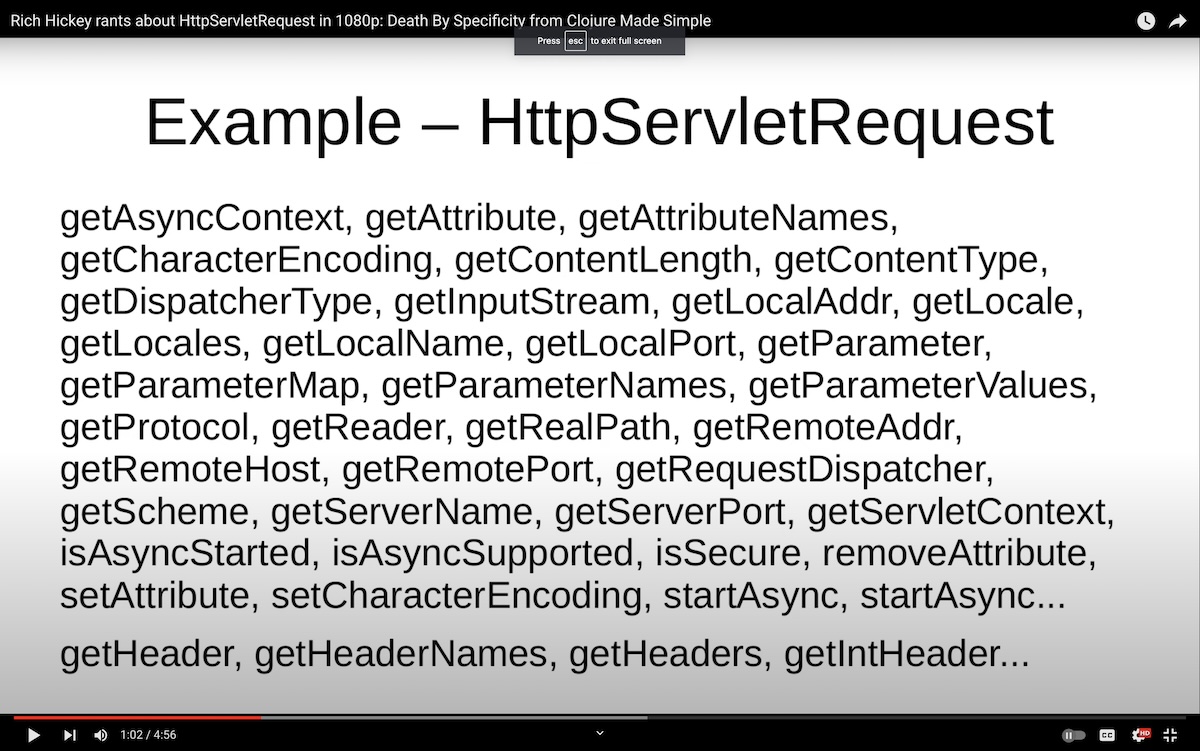 Rich Hickey rants about HttpServletRequest in 1080p: Death By Specificity from Clojure Made Simple
Press esc to exit full screen
Example – HttpServletRequest
getAsyncContext, getAttribute, getAttributeNames,
getCharacterEncoding, getContentLength, getContentType,
getDispatcherType, getInputStream, getLocalAddr, getLocale,
getLocales, getLocalName, getLocalPort, getParameter,
getParameterMap, getParameterNames, getParameterValues,
getProtocol, getReader, getRealPath, getRemoteAddr,
getRemoteHost, getRemotePort, getRequestDispatcher,
getScheme, getServerName, getServerPort, getServletContext,
isAsyncStarted, isAsyncSupported, isSecure, removeAttribute,
setAttribute, setCharacterEncoding, startAsync, startAsync...
getHeader, getHeaderNames, getHeaders, getIntHeader...
1:02 / 4:56
CC
HD